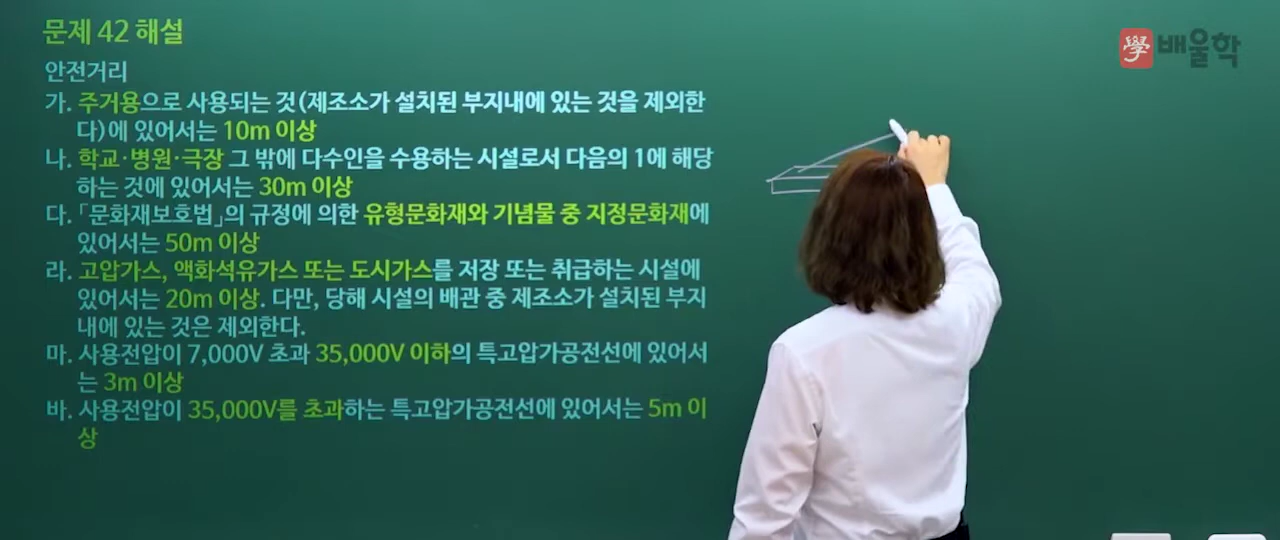 문제 42 해설
學 배울학
안전거리
가. 주거용으로 사용되는 것(제조소가 설치된 부지내에 있는 것을 제외한
다)에 있어서는 10m 이상
나. 학교·병원·극장 그 밖에 다수인을 수용하는 시설로서 다음의 1에 해당
하는 것에 있어서는 30m 이상
다. 「문화재보호법」의 규정에 의한 유형문화재와 기념물 중 지정문화재에
있어서는 50m 이상
라. 고압가스, 액화석유가스 또는 도시가스를 저장 또는 취급하는 시설에
있어서는 20m 이상. 다만, 당해 시설의 배관 중 제조소가 설치된 부지
내에 있는 것은 제외한다.
마. 사용전압이 7,000V 초과 35,000V 이하의 특고압가공전선에 있어서
는 3m 이상
바. 사용전압이 35,000V를 초과하는 특고압가공전선에 있어서는 5m 이
상